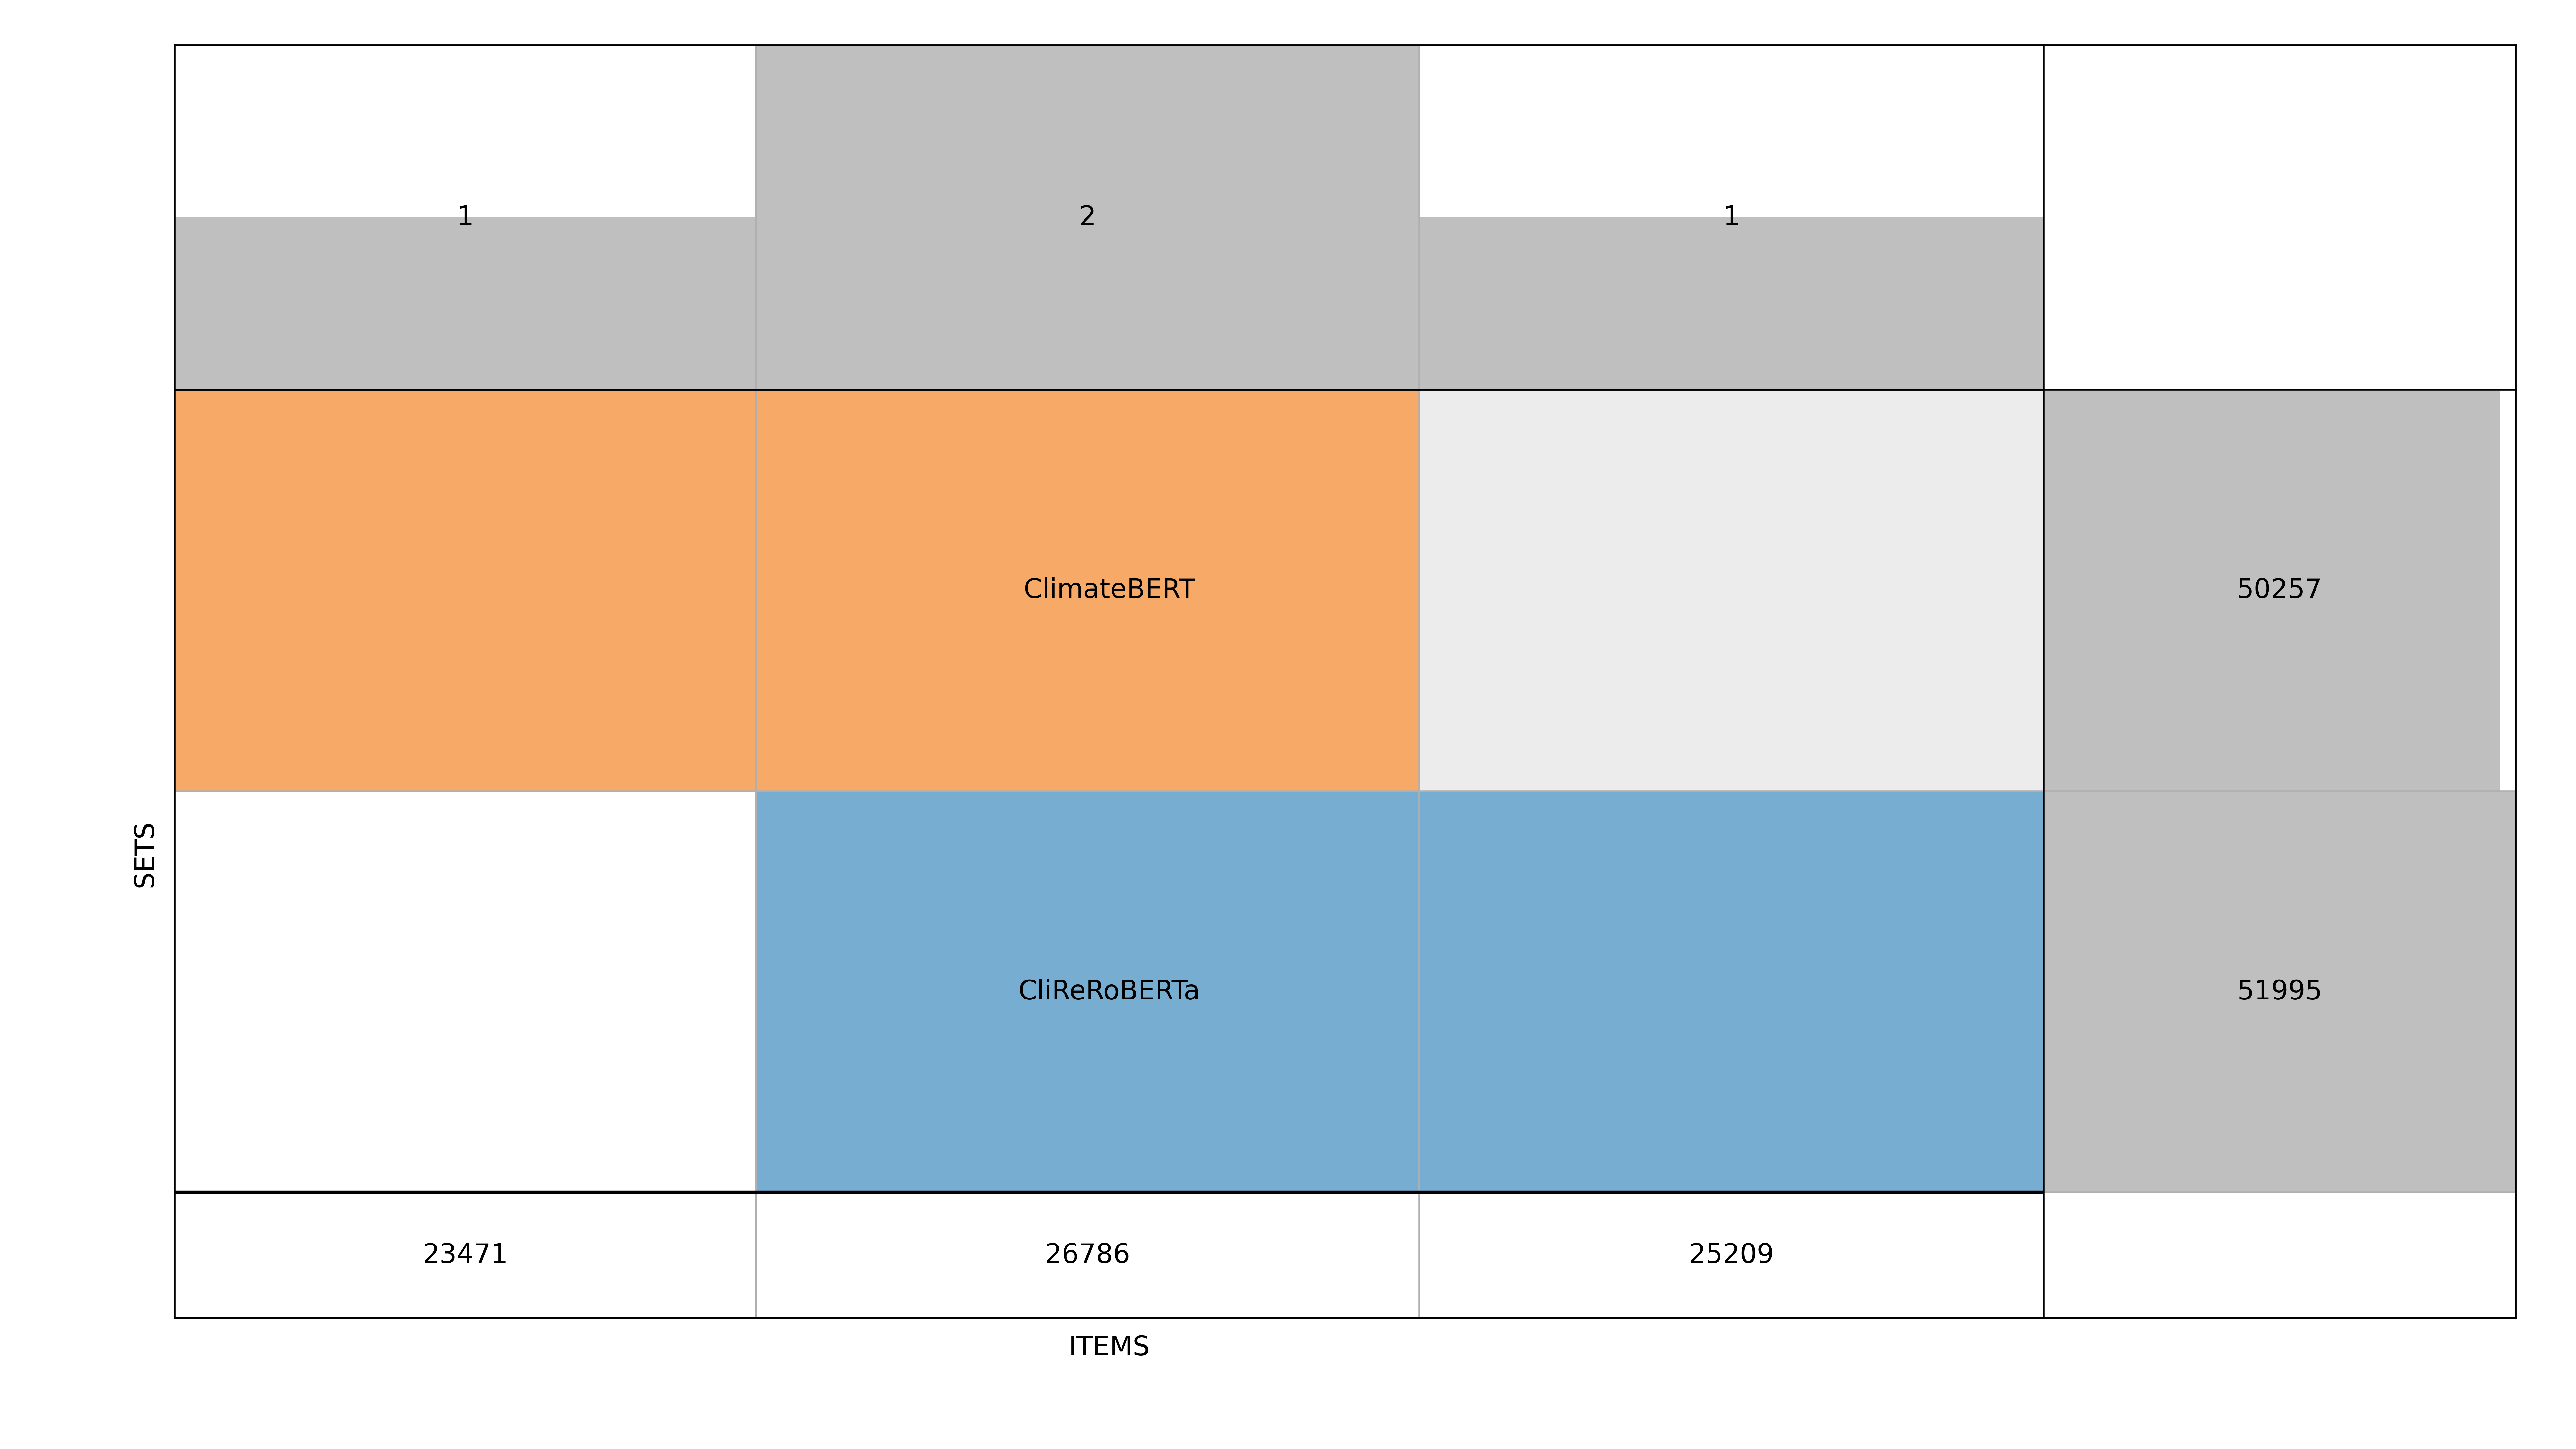 1 2 1
ClimateBERT 50257
SETS
CliReRoBERTa 51995
23471 26786 25209
ITEMS